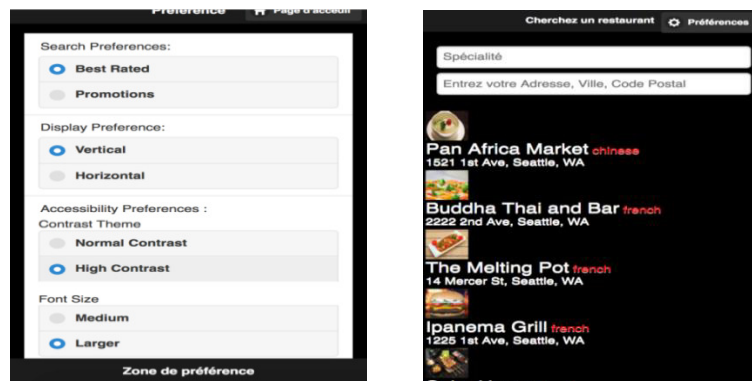 Preference
Page d'acceuil
Search Preferences:
Best Rated
Promotions
Display Preference:
Vertical
Horizontal
Accessibility Preferences :
Contrast Theme
Normal Contrast
High Contrast
Font Size
Medium
Larger
Zone de préférence
Cherchez un restaurant
Préférences
Spécialité
Entrez votre Adresse, Ville, Code Postal
Pan Africa Market chinese
1521 1st Ave, Seattle, WA
Buddha Thai and Bar french
2222 2nd Ave, Seattle, WA
The Melting Pot french
14 Mercer St, Seattle, WA
Ipanema Grill french
1225 1st Ave, Seattle, WA